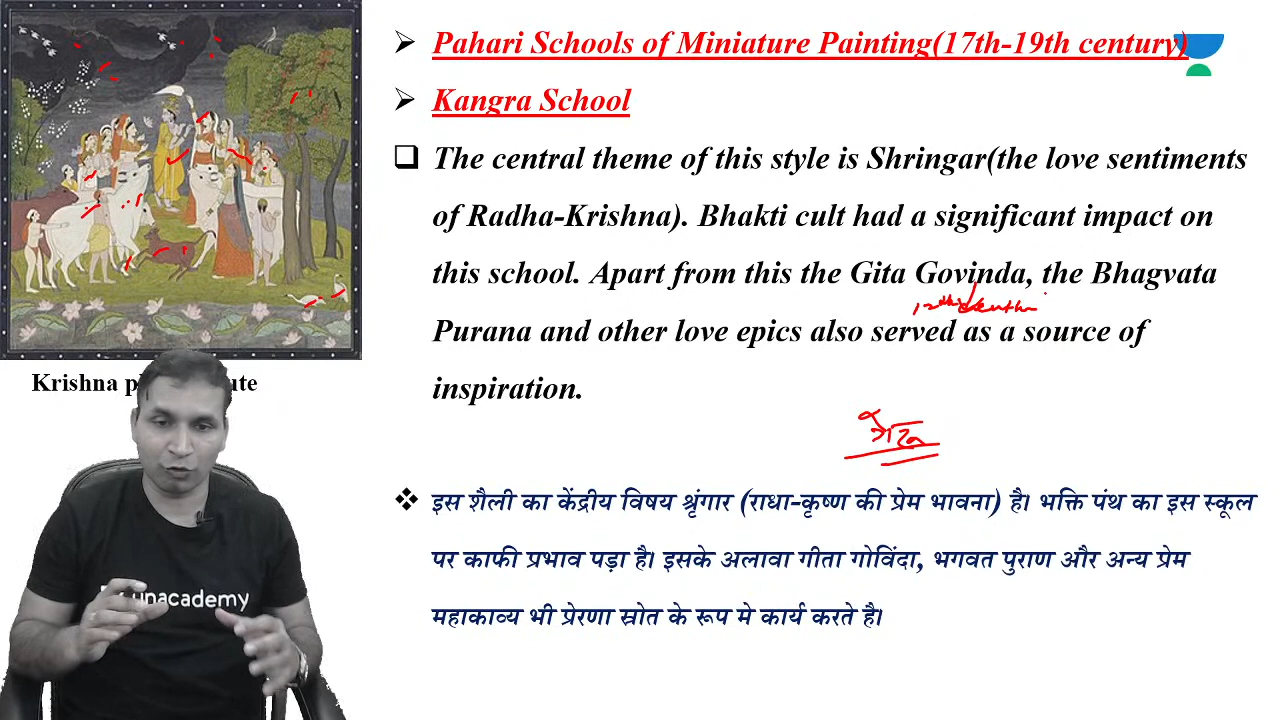 Pahari Schools of Miniature Painting(17th-19th century)
Kangra School
The central theme of this style is Shringar(the love sentiments
of Radha-Krishna). Bhakti cult had a significant impact on
this school. Apart from this the Gita Govinda, the Bhagvata
Purana and other love epics also served as a source of
inspiration.
इस शैली का केंद्रीय विषय श्रृंगार (राधा-कृष्ण की प्रेम भावना) है। भक्ति पंथ का इस स्कूल
पर काफी प्रभाव पड़ा है। इसके अलावा गीता गोविंदा, भगवत पुराण और अन्य प्रेम
महाकाव्य भी प्रेरणा स्रोत के रूप मे कार्य करते है।
Krishna
unacademy